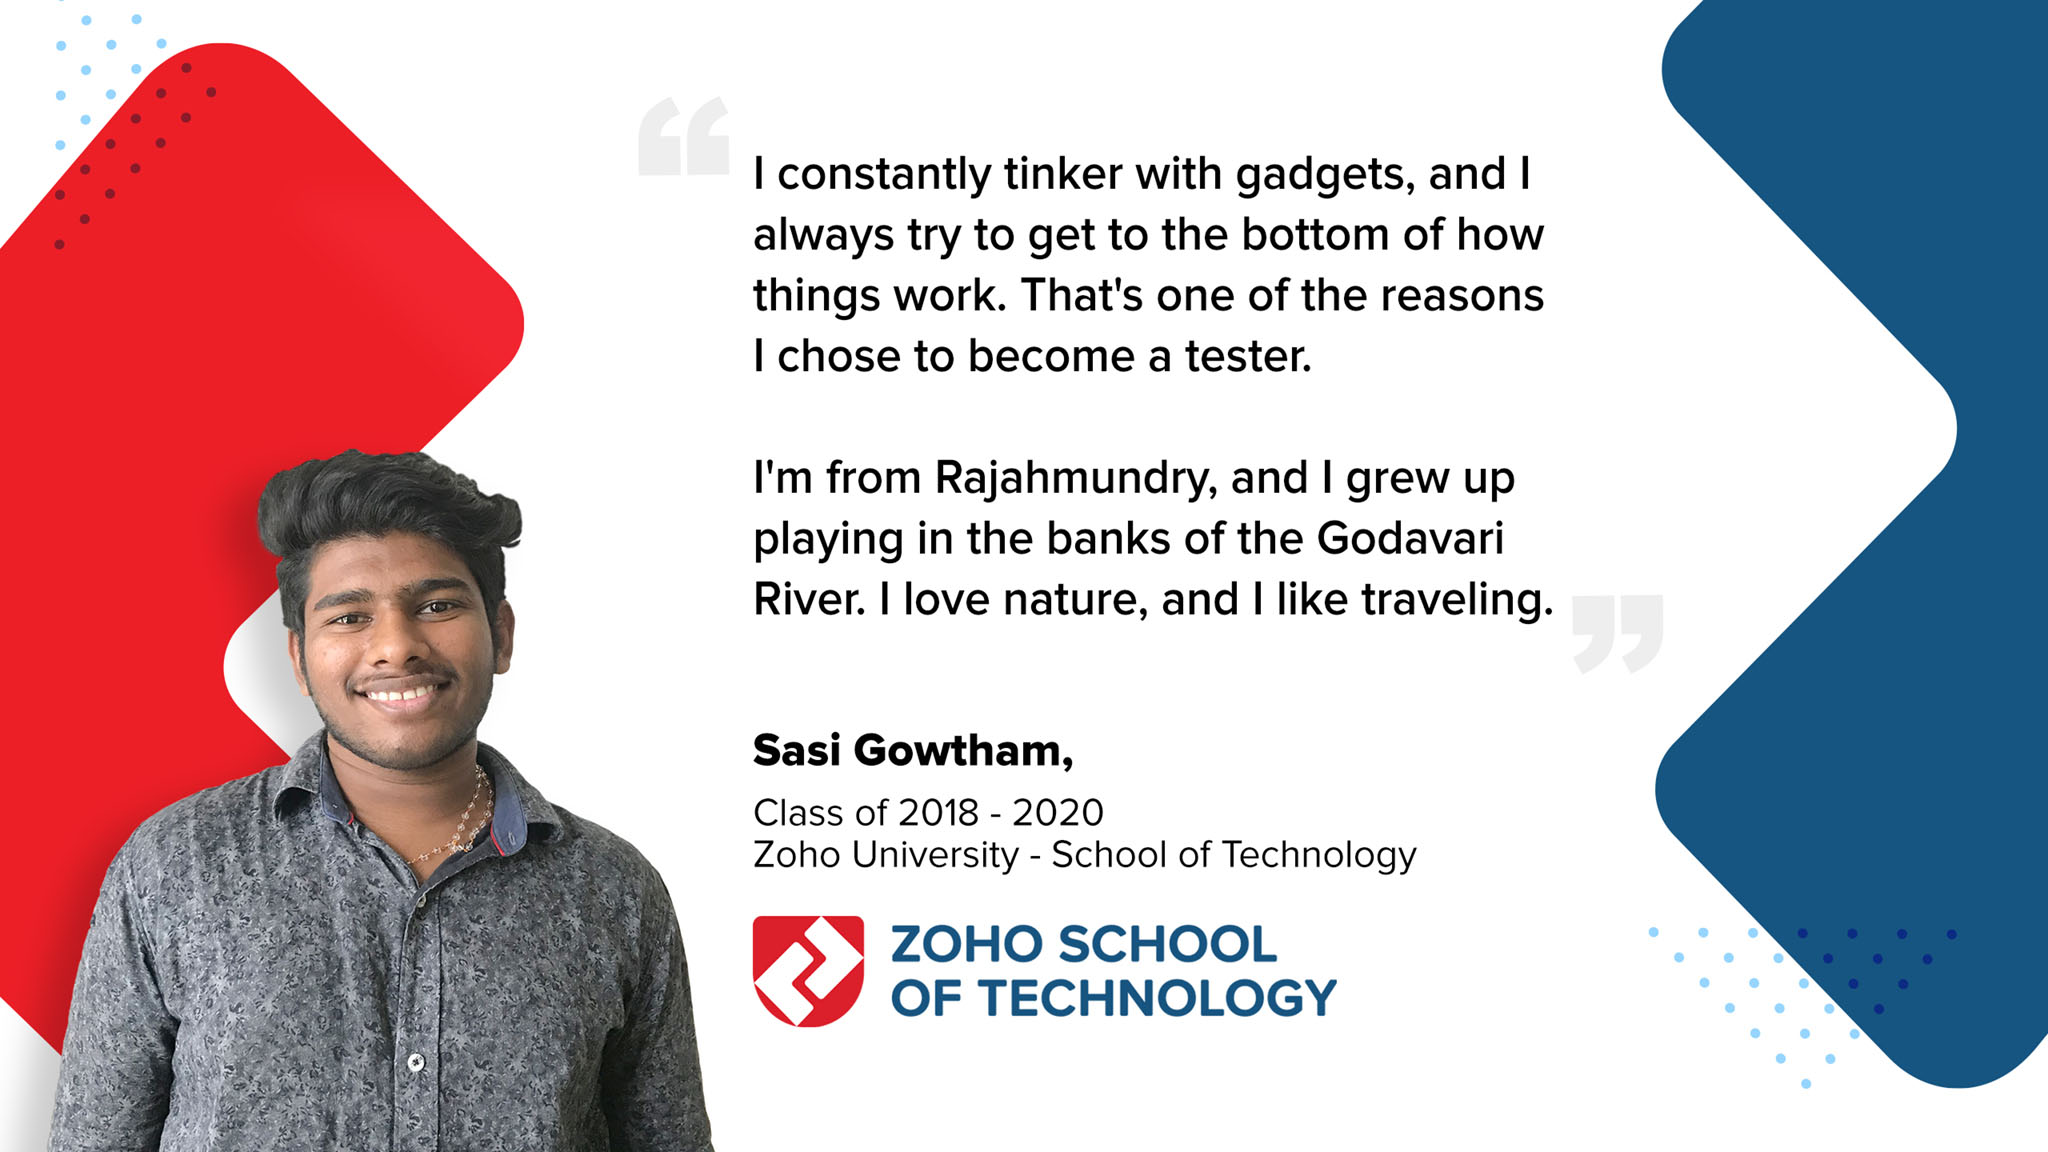 “
I constantly tinker with gadgets, and I
always try to get to the bottom of how
things work. That's one of the reasons
I chose to become a tester.
I'm from Rajahmundry, and I grew up
playing in the banks of the Godavari
River. I love nature, and I like traveling.
”
Sasi Gowtham,
Class of 2018 - 2020
Zoho University - School of Technology
ZOHO SCHOOL
OF TECHNOLOGY